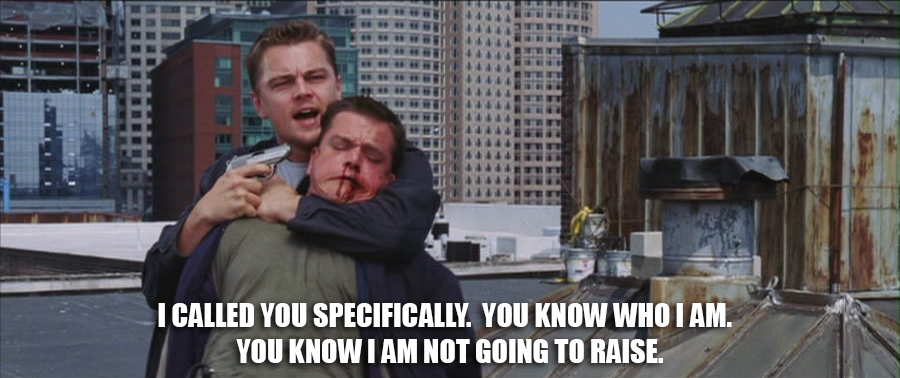 I CALLED YOU SPECIFICALLY.  YOU KNOW WHO I AM.
YOU KNOW I AM NOT GOING TO RAISE.